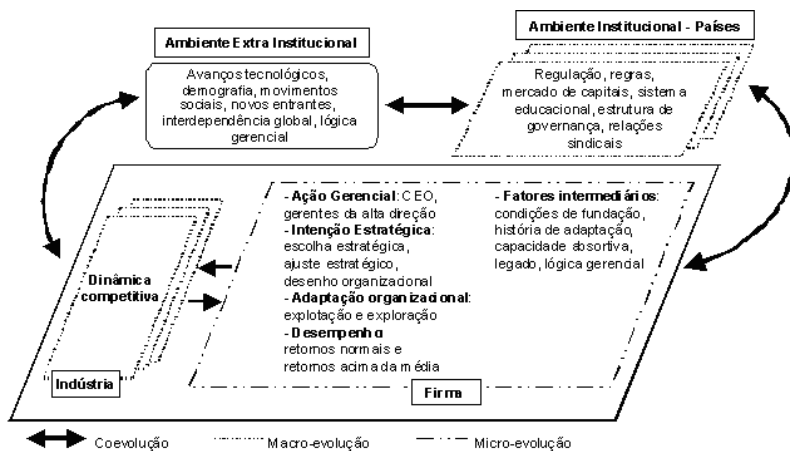 Ambiente Extra Institucional
Avanços tecnológicos,
demografia, movimentos
sociais, novos entrantes,
interdependência global, lógica
gerencial
Ambiente Institucional - Países
Regulação, regras,
mercado de capitais, sistema
educacional, estrutura de
governança, relações
sindicais
Dinâmica
competitiva
Indústria
- Ação Gerencial: CEO,
gerentes da alta direção
- Intenção Estratégica:
escolha estratégica,
ajuste estratégico,
desenho organizacional
- Adaptação organizacional:
explotação e exploração
- Desempenho:
retornos normais e
retornos acima da média
- Fatores intermediários:
condições de fundação,
história de adaptação,
capacidade absortiva,
legado, lógica gerencial
Firma
Coevolução
Macro-evolução
Micro-evolução